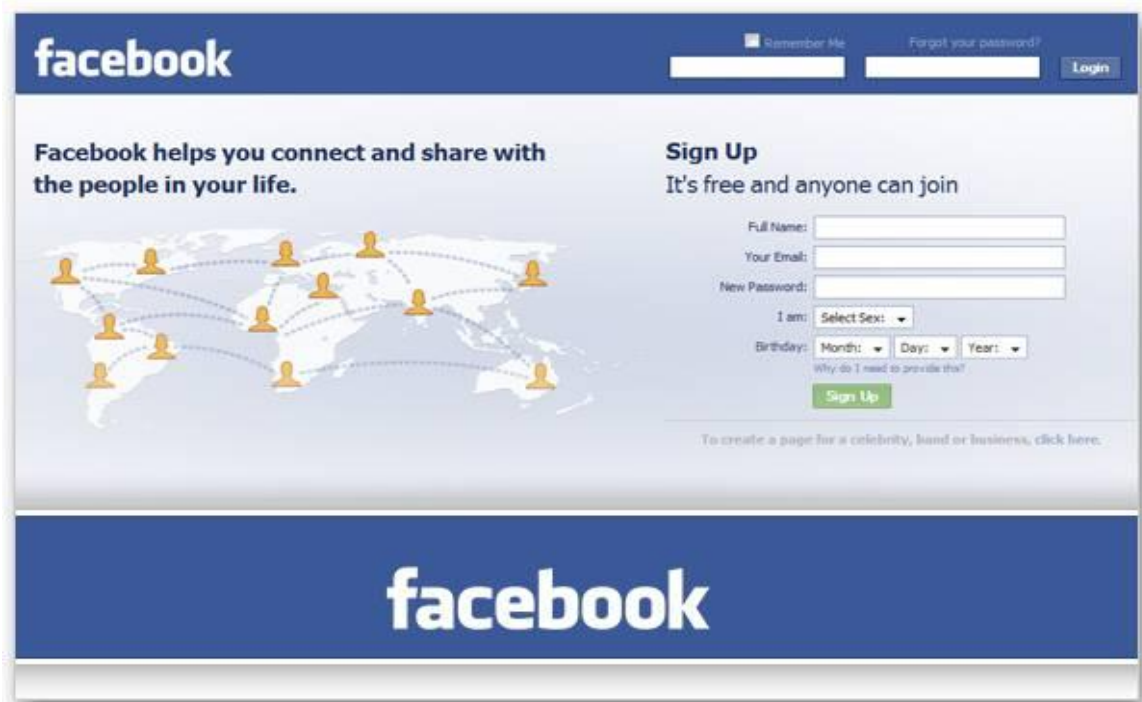 facebook
Remember Me
Forgot your password?
Login
Facebook helps you connect and share with
the people in your life.
Sign Up
It's free and anyone can join
Full Name:
Your Email:
New Password:
I am: Select Sex:
Birthday: Month: Day: Year:
Why do I need to provide this?
Sign Up
To create a page for a celebrity, band or business, click here.
facebook